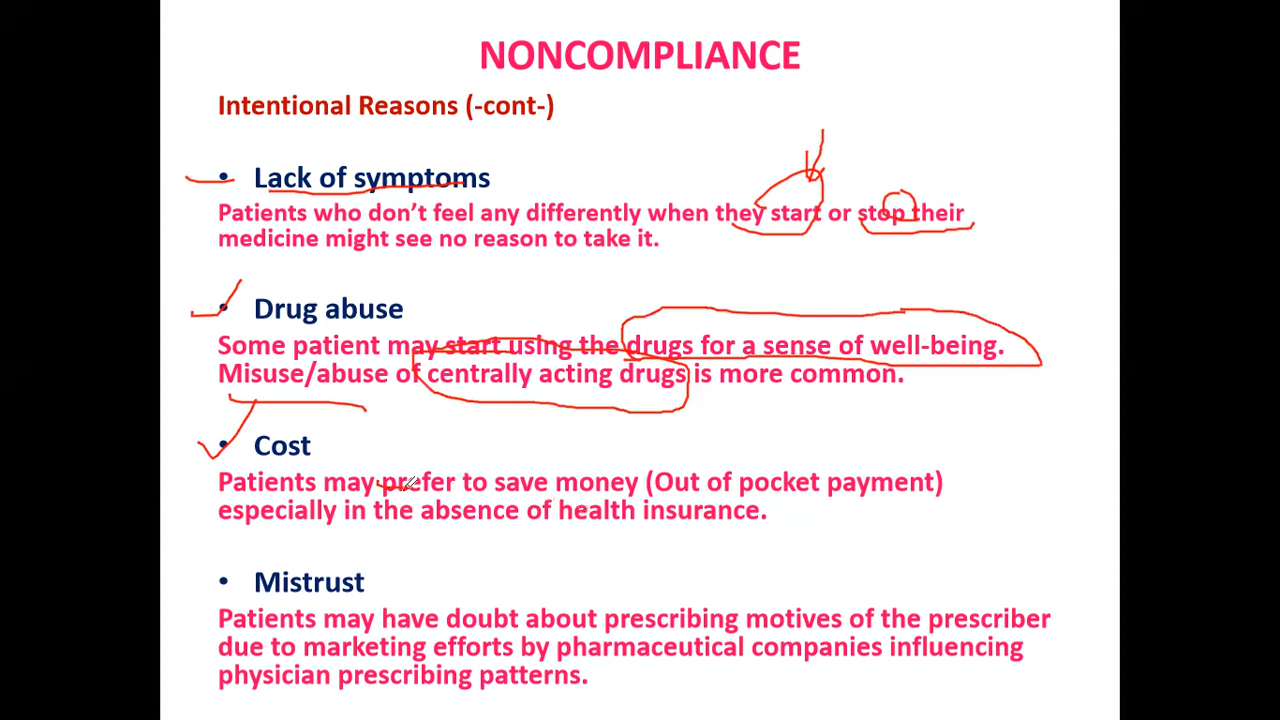 NONCOMPLIANCE
Intentional Reasons (-cont-)
• Lack of symptoms
Patients who don’t feel any differently when they start or stop their
medicine might see no reason to take it.
• Drug abuse
Some patient may start using the drugs for a sense of well-being.
Misuse/abuse of centrally acting drugs is more common.
• Cost
Patients may prefer to save money (Out of pocket payment)
especially in the absence of health insurance.
• Mistrust
Patients may have doubt about prescribing motives of the prescriber
due to marketing efforts by pharmaceutical companies influencing
physician prescribing patterns.